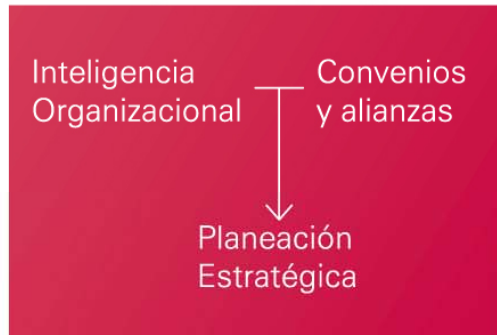 Inteligencia
Organizacional
Convenios
y alianzas
Planeación
Estratégica